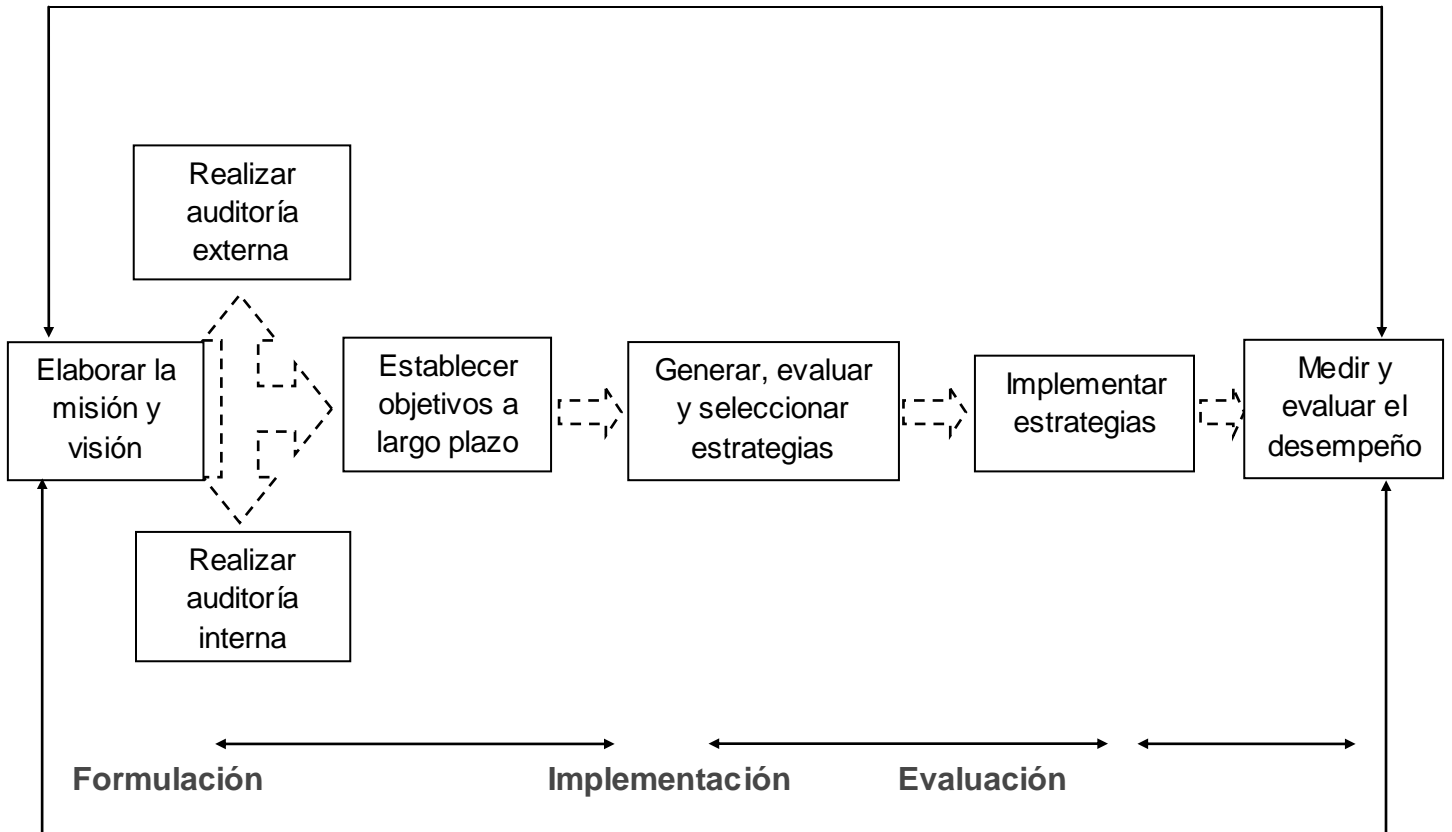 Realizar
auditoría
externa
Elaborar la
misión y
visión
Establecer
objetivos a
largo plazo
Generar, evaluar
y seleccionar
estrategias
Implementar
estrategias
Medir y
evaluar el
desempeño
Realizar
auditoría
interna
Formulación
Implementación
Evaluación